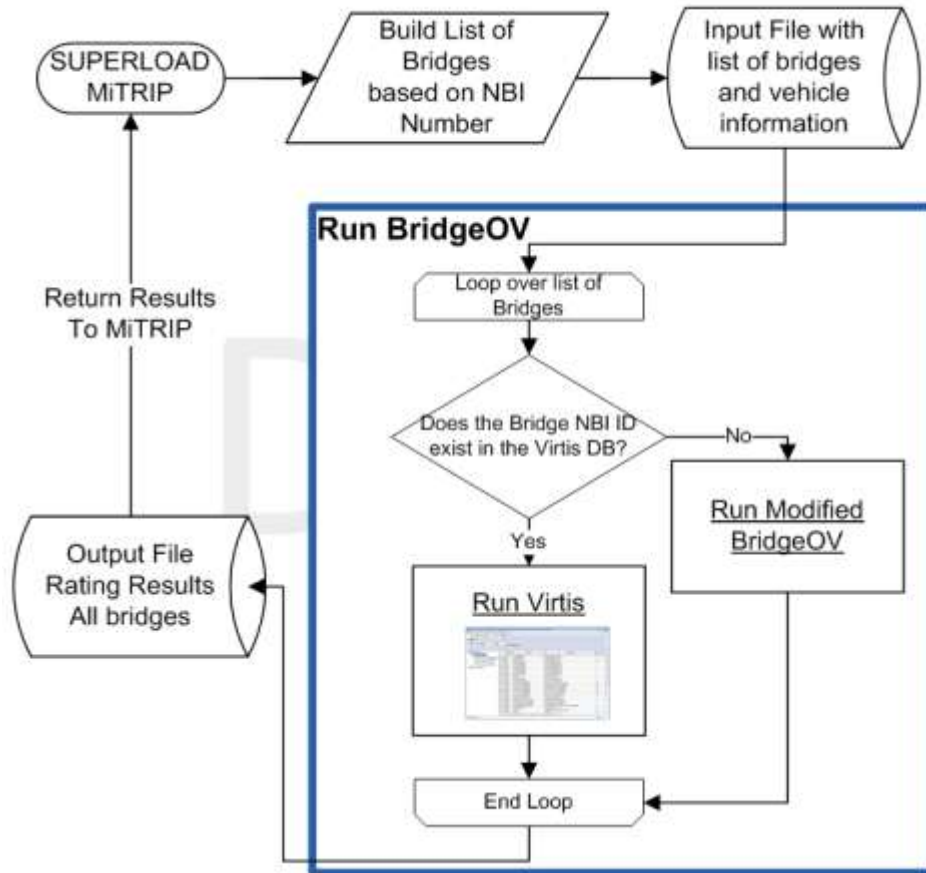 SUPERLOAD
MiTRIP
Build List of
Bridges
based on NBI
Number
Input File with
list of bridges
and vehicle
information
Run BridgeOV
Loop over list of
Bridges
Return Results
To MiTRIP
Does the Bridge NBI ID
exist in the Virtis DB?
No
Run Modified
BridgeOV
Yes
Output File
Rating Results
All bridges
Run Virtis
End Loop